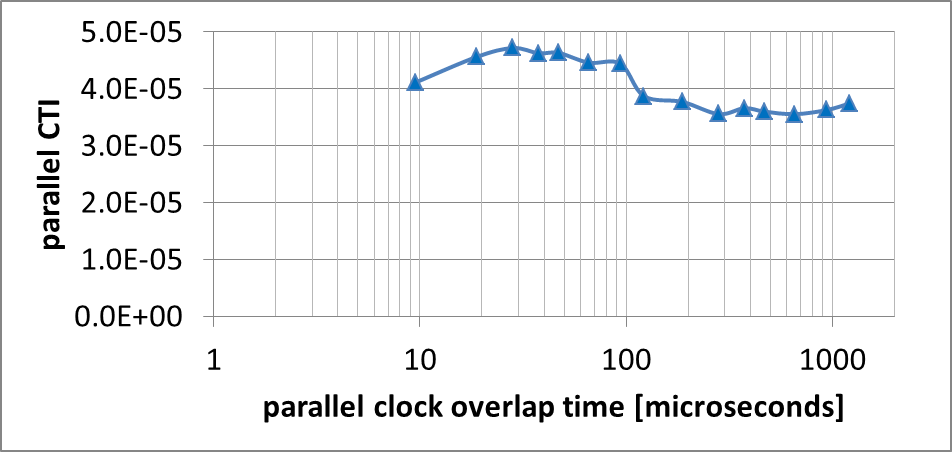 5.0E-05
4.0E-05
3.0E-05
2.0E-05
1.0E-05
0.0E+00
parallel CTI
1 10 100 1000
parallel clock overlap time [microseconds]